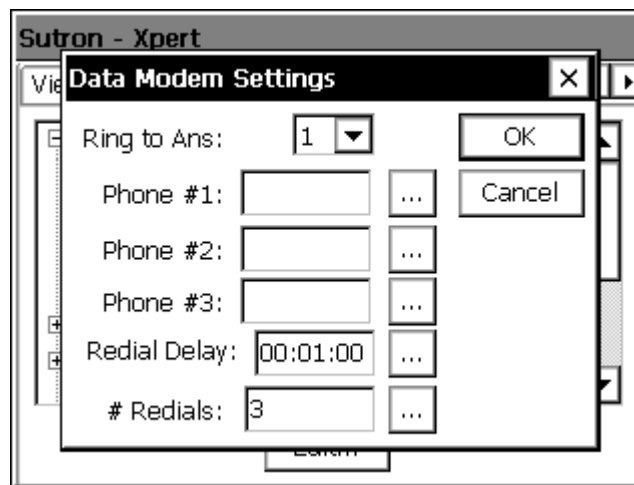 Sutron - Xpert
Data Modem Settings
Ring to Ans: 1 OK
Phone #1: ... Cancel
Phone #2: ...
Phone #3: ...
Redial Delay: 00:01:00 ...
# Redials: 3 ...